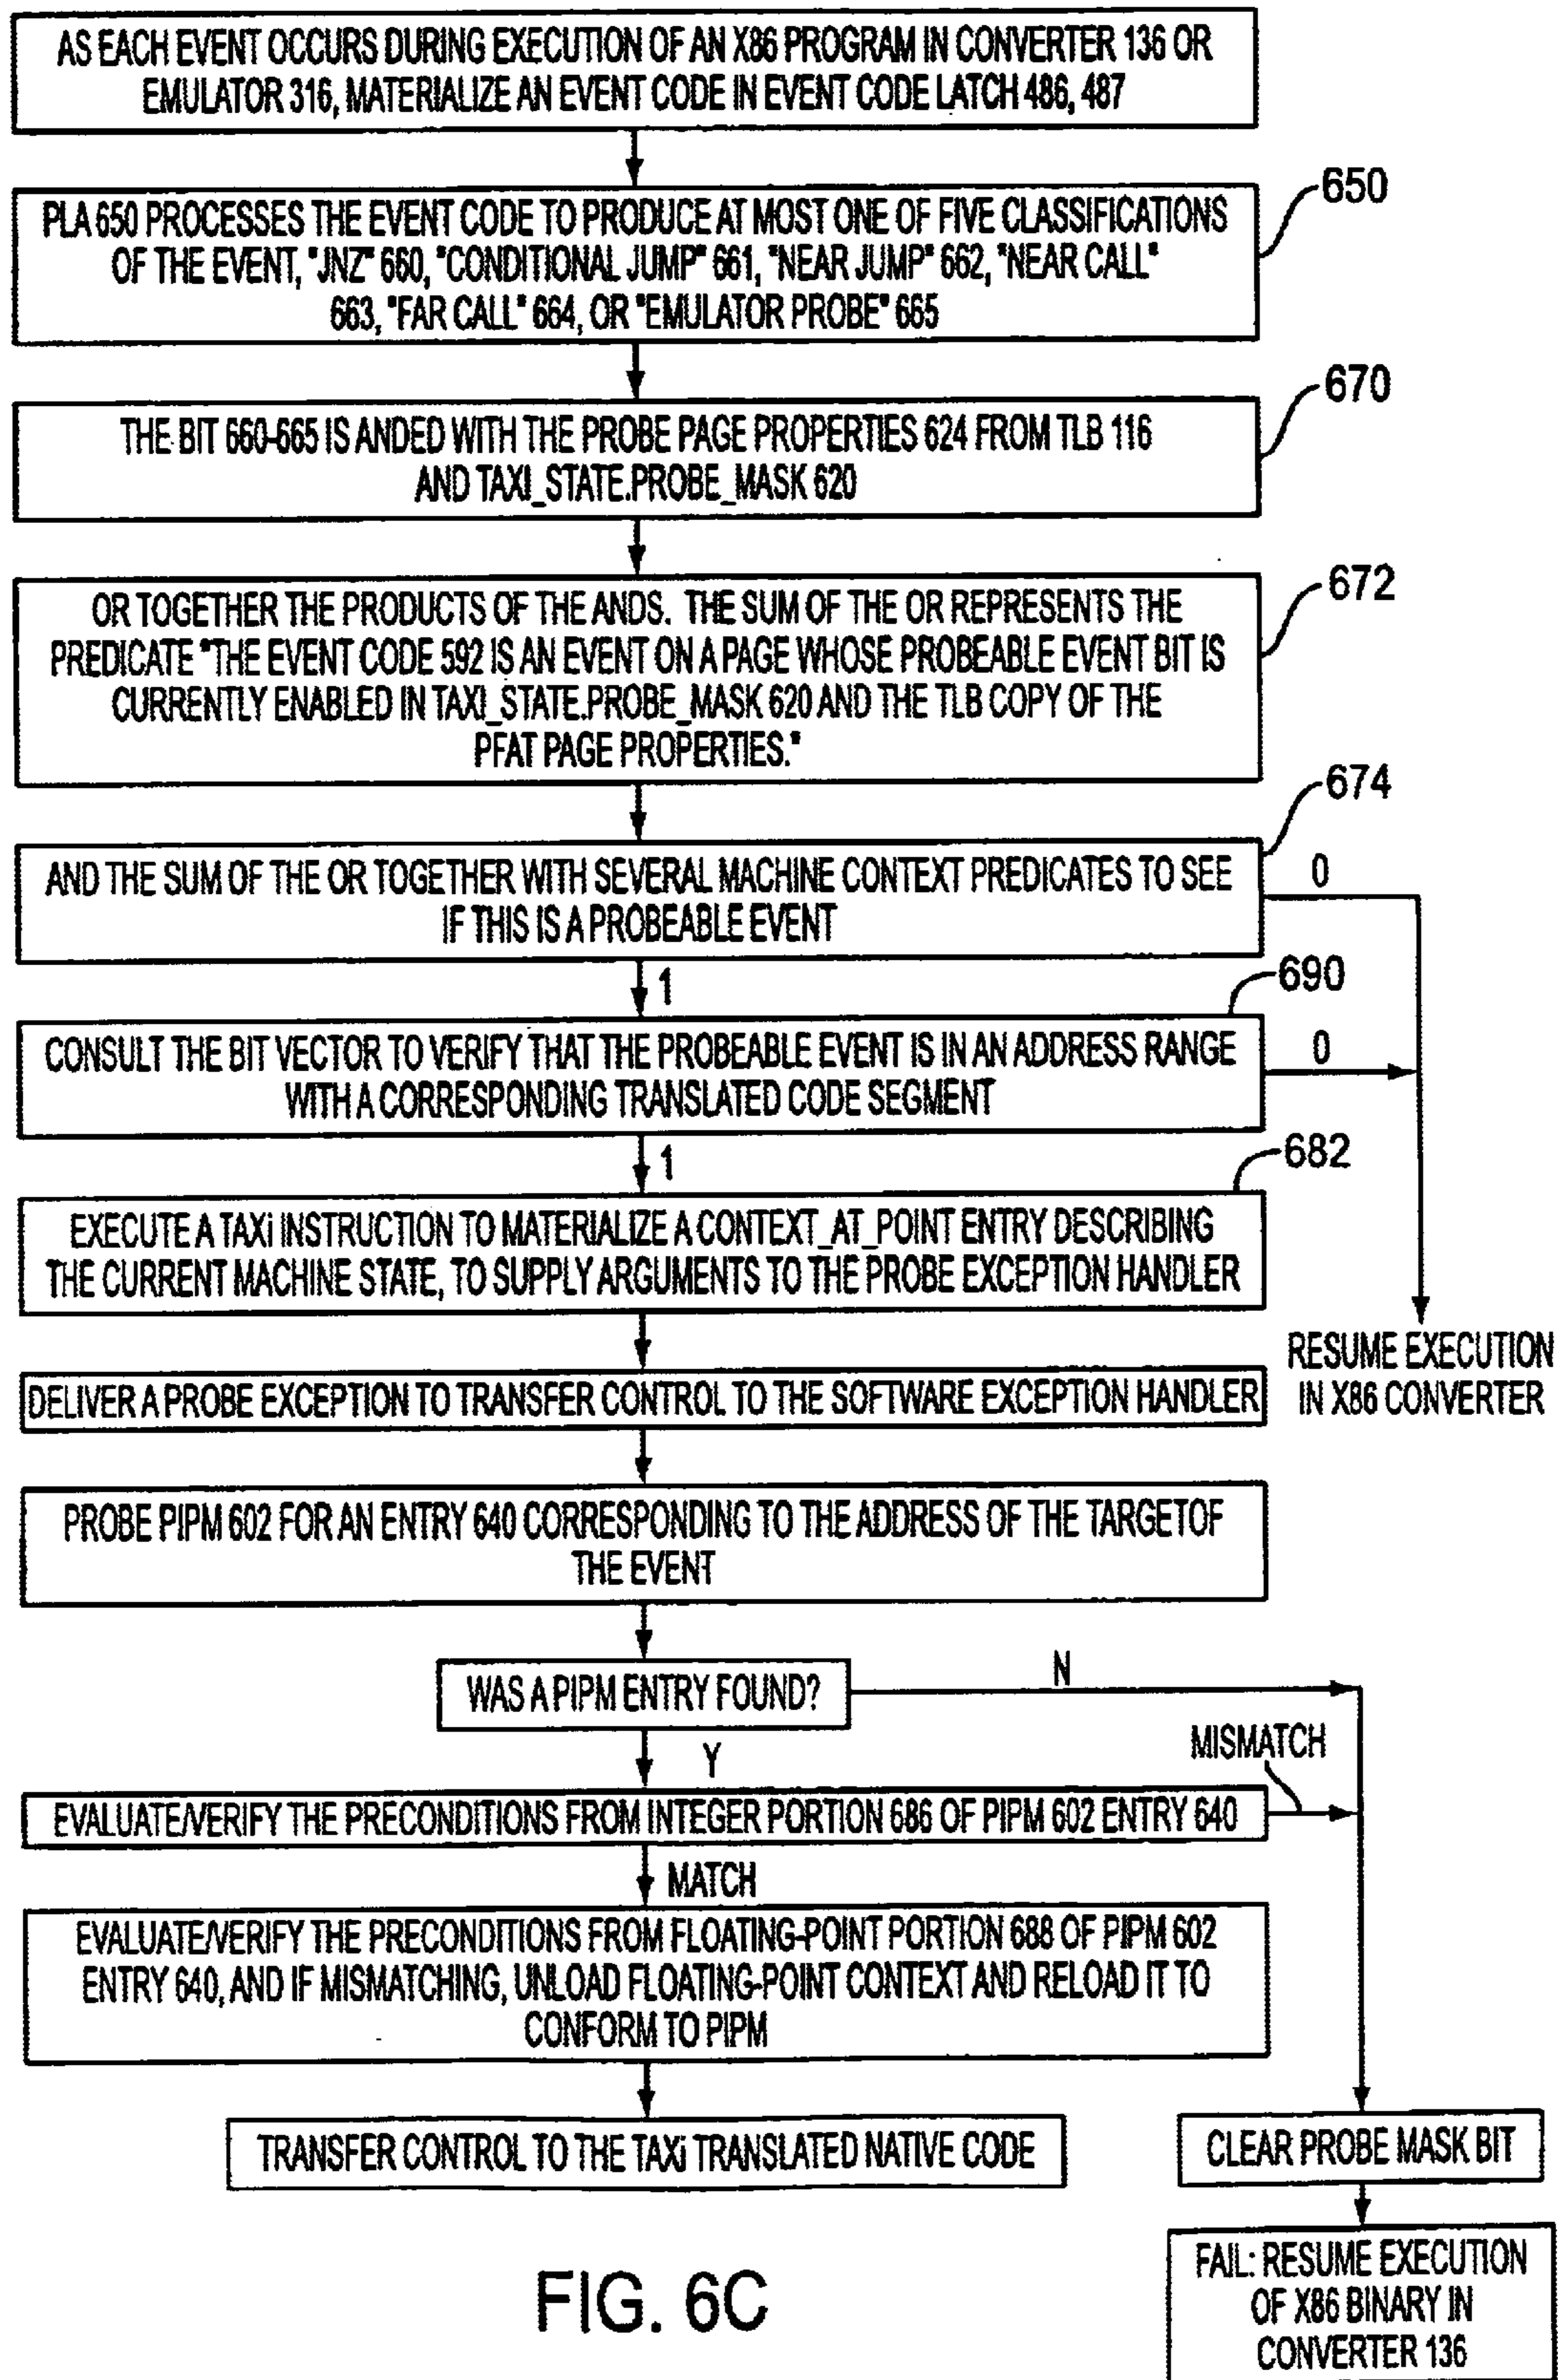 AS EACH EVENT OCCURS DURING EXECUTION OF AN X86 PROGRAM IN CONVERTER 136 OR
EMULATOR 316, MATERIALIZE AN EVENT CODE IN EVENT CODE LATCH 486, 487
650
PLA 650 PROCESSES THE EVENT CODE TO PRODUCE AT MOST ONE OF FIVE CLASSIFICATIONS
OF THE EVENT, "JNZ" 660, "CONDITIONAL JUMP" 661, "NEAR JUMP" 662, "NEAR CALL"
663, "FAR CALL" 664, OR "EMULATOR PROBE" 665
670
THE BIT 660-665 IS ANDED WITH THE PROBE PAGE PROPERTIES 624 FROM TLB 116
AND TAXI_STATE.PROBE_MASK 620
672
OR TOGETHER THE PRODUCTS OF THE ANDS. THE SUM OF THE OR REPRESENTS THE
PREDICATE "THE EVENT CODE 592 IS AN EVENT ON A PAGE WHOSE PROBEABLE EVENT BIT IS
CURRENTLY ENABLED IN TAXI_STATE.PROBE_MASK 620 AND THE TLB COPY OF THE
PFAT PAGE PROPERTIES."
674
AND THE SUM OF THE OR TOGETHER WITH SEVERAL MACHINE CONTEXT PREDICATES TO SEE
IF THIS IS A PROBEABLE EVENT
0
1
690
CONSULT THE BIT VECTOR TO VERIFY THAT THE PROBEABLE EVENT IS IN AN ADDRESS RANGE
WITH A CORRESPONDING TRANSLATED CODE SEGMENT
0
1
682
EXECUTE A TAXi INSTRUCTION TO MATERIALIZE A CONTEXT_AT_POINT ENTRY DESCRIBING
THE CURRENT MACHINE STATE, TO SUPPLY ARGUMENTS TO THE PROBE EXCEPTION HANDLER
RESUME EXECUTION
IN X86 CONVERTER
DELIVER A PROBE EXCEPTION TO TRANSFER CONTROL TO THE SOFTWARE EXCEPTION HANDLER
PROBE PIPM 602 FOR AN ENTRY 640 CORRESPONDING TO THE ADDRESS OF THE TARGETOF
THE EVENT
WAS A PIPM ENTRY FOUND?
N
Y
MISMATCH
EVALUATE/VERIFY THE PRECONDITIONS FROM INTEGER PORTION 686 OF PIPM 602 ENTRY 640
MATCH
EVALUATE/VERIFY THE PRECONDITIONS FROM FLOATING-POINT PORTION 688 OF PIPM 602
ENTRY 640, AND IF MISMATCHING, UNLOAD FLOATING-POINT CONTEXT AND RELOAD IT TO
CONFORM TO PIPM
TRANSFER CONTROL TO THE TAXi TRANSLATED NATIVE CODE
CLEAR PROBE MASK BIT
FAIL: RESUME EXECUTION
OF X86 BINARY IN
CONVERTER 136
FIG. 6C